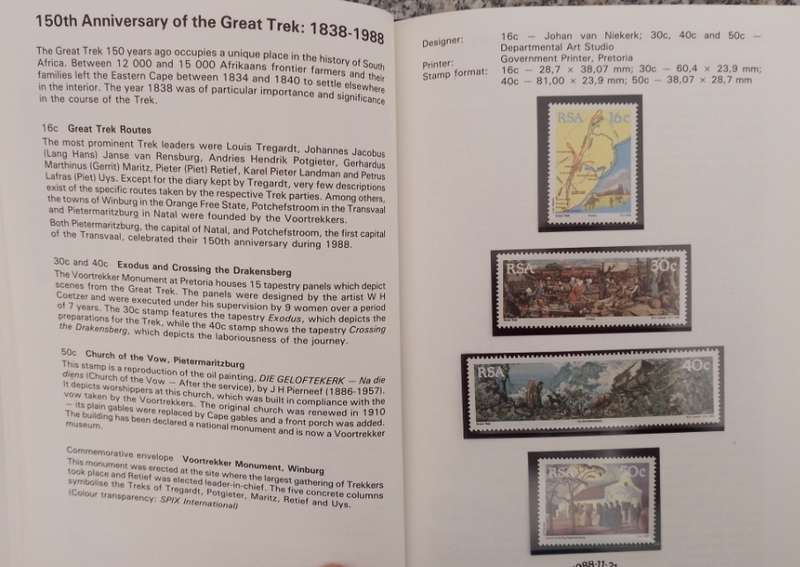 150th Anniversary of the Great Trek: 1838-1988
The Great Trek 150 years ago occupies a unique place in the history of South
Africa. Between 12 000 and 15 000 Afrikaans frontier farmers and their
families left the Eastern Cape between 1834 and 1840 to settle elsewhere
in the interior. The year 1838 was of particular importance and significance
in the course of the Trek.
16c Great Trek Routes
The most prominent Trek leaders were Louis Tregardt, Johannes Jacobus
(Lang Hans) Janse van Rensburg, Andries Hendrik Potgieter, Gerhardus
Marthinus (Gerrit) Maritz, Pieter (Piet) Retief, Karel Pieter Landman and Petrus
Lafras (Piet) Uys. Except for the diary kept by Tregardt, very few descriptions
exist of the specific routes taken by the respective Trek parties. Among others,
the towns of Winburg in the Orange Free State, Potchefstroom in the Transvaal
and Pietermaritzburg in Natal were founded by the Voortrekkers.
Both Pietermaritzburg, the capital of Natal, and Potchefstroom, the first capital
of the Transvaal, celebrated their 150th anniversary during 1988.
30c and 40c Exodus and Crossing the Drakensberg
The Voortrekker Monument at Pretoria houses 15 tapestry panels which depict
scenes from the Great Trek. The panels were designed by the artist W H
Coetzer and were executed under his supervision by 9 women over a period
of 7 years. The 30c stamp features the tapestry Exodus, which depicts the
preparations for the Trek, while the 40c stamp shows the tapestry Crossing
the Drakensberg, which depicts the laboriousness of the journey.
50c Church of the Vow, Pietermaritzburg
This stamp is a reproduction of the oil painting, DIE GELOFTEKERK — Na die
diens (Church of the Vow — After the service), by J H Pierneef (1886-1957).
It depicts worshippers at this church, which was built in compliance with the
vow taken by the Voortrekkers. The original church was renewed in 1910
— its plain gables were replaced by Cape gables and a front porch was added.
The building has been declared a national monument and is now a Voortrekker
museum.
Commemorative envelope Voortrekker Monument, Winburg
This monument was erected at the site where the largest gathering of Trekkers
took place and Retief was elected leader-in-chief. The five concrete columns
symbolise the Treks of Tregardt, Potgieter, Maritz, Retief and Uys.
(Colour transparency: SPIX International)
Designer: 16c — Johan van Niekerk; 30c, 40c and 50c —
Departmental Art Studio
Printer: Government Printer, Pretoria
Stamp format: 16c — 28,7 × 38,07 mm; 30c — 60,4 × 23,9 mm;
40c — 81,00 × 23,9 mm; 50c — 38,07 × 28,7 mm
RSA 16c
RSA 30c
RSA 40c
RSA 50c